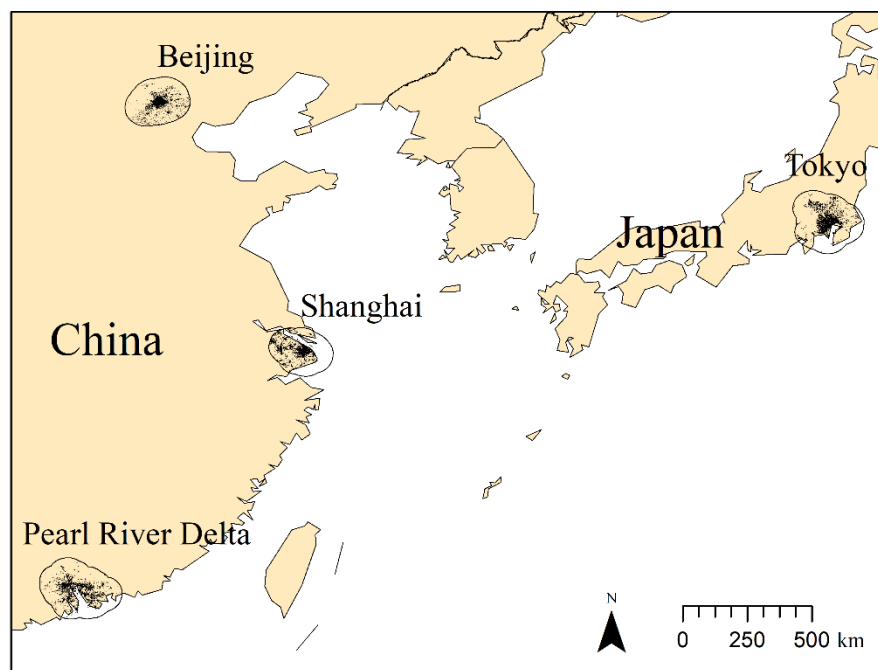 Beijing
Tokyo
Japan
Shanghai
China
Pearl River Delta
N
0 250 500 km